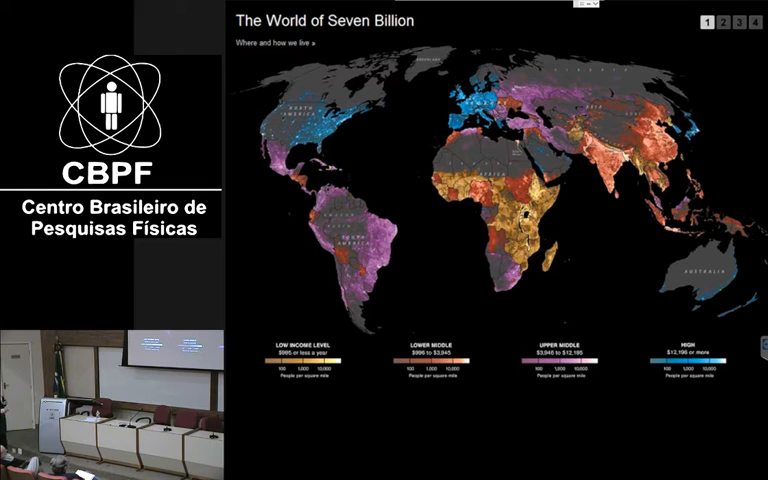 The World of Seven Billion
Where and how we live »
1 2 3 4
CBPF
Centro Brasileiro de
Pesquisas Físicas
NORTH
AMERICA
SOUTH
AMERICA
EUROPE
ASIA
AFRICA
AUSTRALIA
LOW INCOME LEVEL
$995 or less a year
100 1,000 10,000
People per square mile
LOWER MIDDLE
$996 to $3,945
100 1,000 10,000
People per square mile
UPPER MIDDLE
$3,946 to $12,195
100 1,000 10,000
People per square mile
HIGH
$12,196 or more
100 1,000 10,000
People per square mile